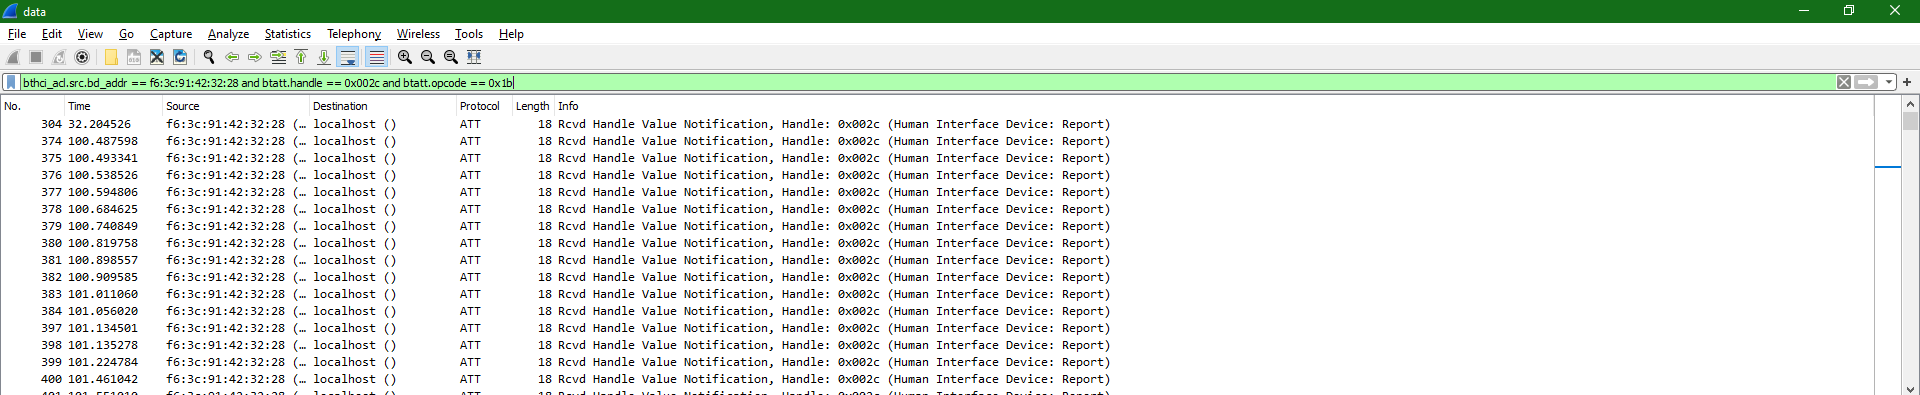 data
File Edit View Go Capture Analyze Statistics Telephony Wireless Tools Help
bthci_acl.src.bd_addr == f6:3c:91:42:32:28 and btatt.handle == 0x002c and btatt.opcode == 0x1b
No. Time Source Destination Protocol Length Info
304 32.204526 f6:3c:91:42:32:28 (… localhost () ATT 18 Rcvd Handle Value Notification, Handle: 0x002c (Human Interface Device: Report)
374 100.487598 f6:3c:91:42:32:28 (… localhost () ATT 18 Rcvd Handle Value Notification, Handle: 0x002c (Human Interface Device: Report)
375 100.493341 f6:3c:91:42:32:28 (… localhost () ATT 18 Rcvd Handle Value Notification, Handle: 0x002c (Human Interface Device: Report)
376 100.538526 f6:3c:91:42:32:28 (… localhost () ATT 18 Rcvd Handle Value Notification, Handle: 0x002c (Human Interface Device: Report)
377 100.594806 f6:3c:91:42:32:28 (… localhost () ATT 18 Rcvd Handle Value Notification, Handle: 0x002c (Human Interface Device: Report)
378 100.684625 f6:3c:91:42:32:28 (… localhost () ATT 18 Rcvd Handle Value Notification, Handle: 0x002c (Human Interface Device: Report)
379 100.740849 f6:3c:91:42:32:28 (… localhost () ATT 18 Rcvd Handle Value Notification, Handle: 0x002c (Human Interface Device: Report)
380 100.819758 f6:3c:91:42:32:28 (… localhost () ATT 18 Rcvd Handle Value Notification, Handle: 0x002c (Human Interface Device: Report)
381 100.898557 f6:3c:91:42:32:28 (… localhost () ATT 18 Rcvd Handle Value Notification, Handle: 0x002c (Human Interface Device: Report)
382 100.909585 f6:3c:91:42:32:28 (… localhost () ATT 18 Rcvd Handle Value Notification, Handle: 0x002c (Human Interface Device: Report)
383 101.011060 f6:3c:91:42:32:28 (… localhost () ATT 18 Rcvd Handle Value Notification, Handle: 0x002c (Human Interface Device: Report)
384 101.056020 f6:3c:91:42:32:28 (… localhost () ATT 18 Rcvd Handle Value Notification, Handle: 0x002c (Human Interface Device: Report)
397 101.134501 f6:3c:91:42:32:28 (… localhost () ATT 18 Rcvd Handle Value Notification, Handle: 0x002c (Human Interface Device: Report)
398 101.135278 f6:3c:91:42:32:28 (… localhost () ATT 18 Rcvd Handle Value Notification, Handle: 0x002c (Human Interface Device: Report)
399 101.224784 f6:3c:91:42:32:28 (… localhost () ATT 18 Rcvd Handle Value Notification, Handle: 0x002c (Human Interface Device: Report)
400 101.461042 f6:3c:91:42:32:28 (… localhost () ATT 18 Rcvd Handle Value Notification, Handle: 0x002c (Human Interface Device: Report)